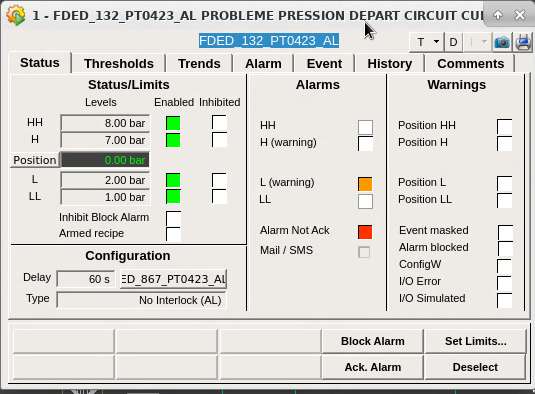 1 - FDED_132_PT0423_AL PROBLEME PRESSION DEPART CIRCUIT
FDED_132_PT0423_AL T D
Status Thresholds Trends Alarm Event History Comments
Status/Limits Alarms Warnings
Levels Enabled Inhibited
HH 8.00 bar HH Position HH
H 7.00 bar H (warning) Position H
Position 0.00 bar
L 2.00 bar L (warning) Position L
LL 1.00 bar LL Position LL
Inhibit Block Alarm Alarm Not Ack Event masked
Armed recipe Mail / SMS Alarm blocked
Configuration ConfigW
Delay 60 s ED_867_PT0423_AL I/O Error
Type No Interlock (AL) I/O Simulated
Block Alarm Set Limits...
Ack. Alarm Deselect